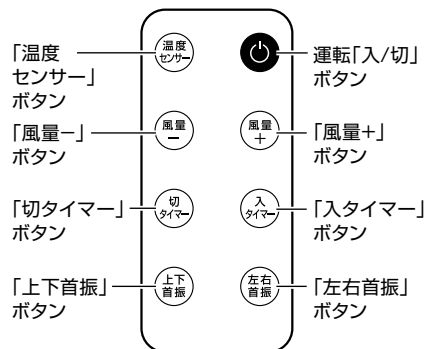 「温度
センサー」
ボタン
温度
センサー
運転「入/切」
ボタン
「風量−」
ボタン
風量
−
風量
+
「風量+」
ボタン
「切タイマー」
ボタン
切
タイマー
入
タイマー
「入タイマー」
ボタン
「上下首振」
ボタン
上下
首振
左右
首振
「左右首振」
ボタン